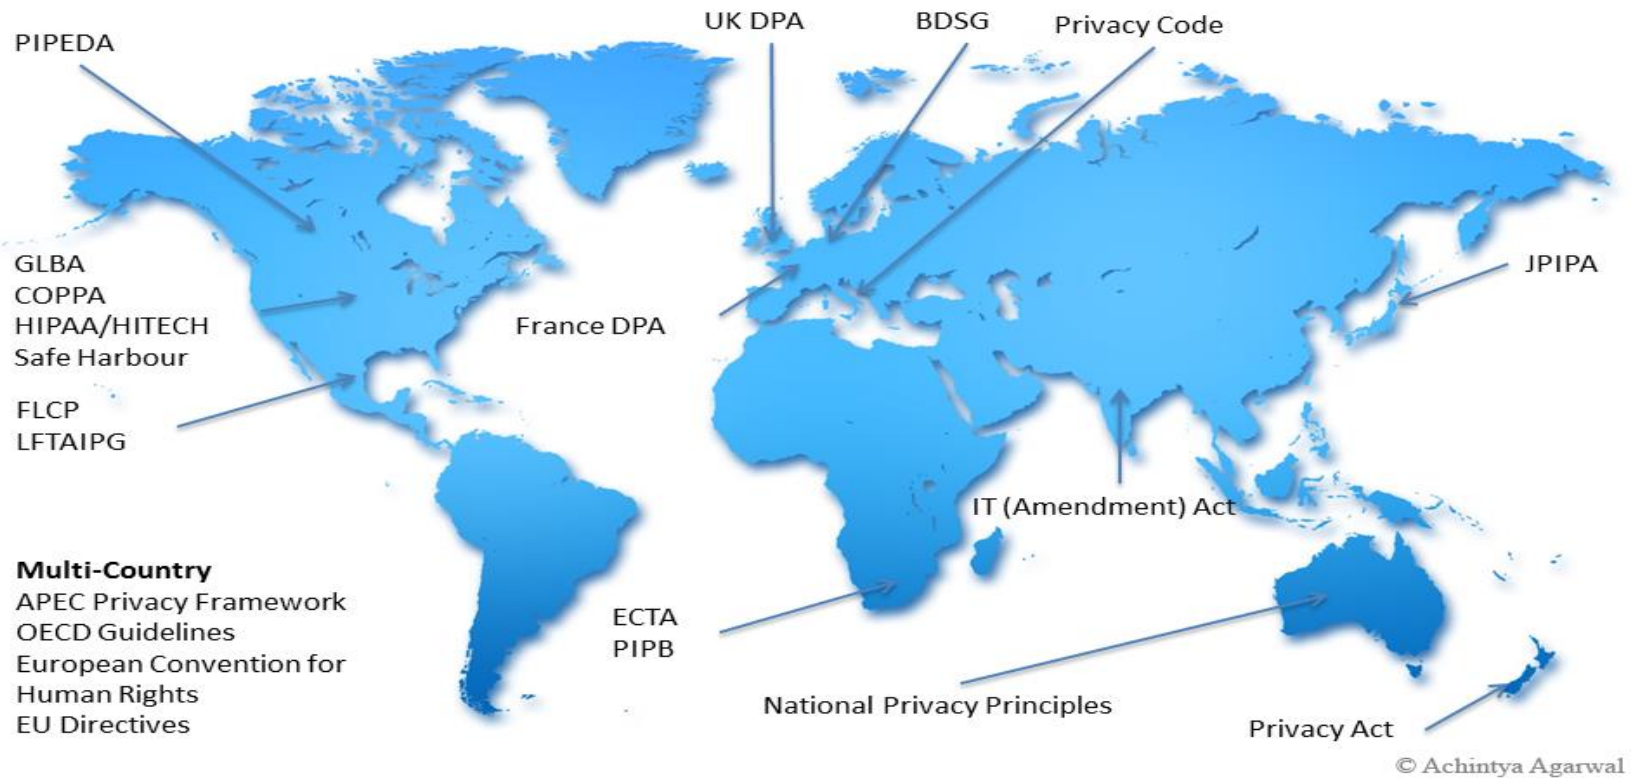 UK DPA
BDSG
Privacy Code
PIPEDA
GLBA
COPPA
HIPAA/HITECH
Safe Harbour
JPIPA
France DPA
FLCP
LFTAIPG
IT (Amendment) Act
Multi-Country
APEC Privacy Framework
OECD Guidelines
European Convention for
Human Rights
EU Directives
ECTA
PIPB
National Privacy Principles
Privacy Act
© Achintya Agarwal